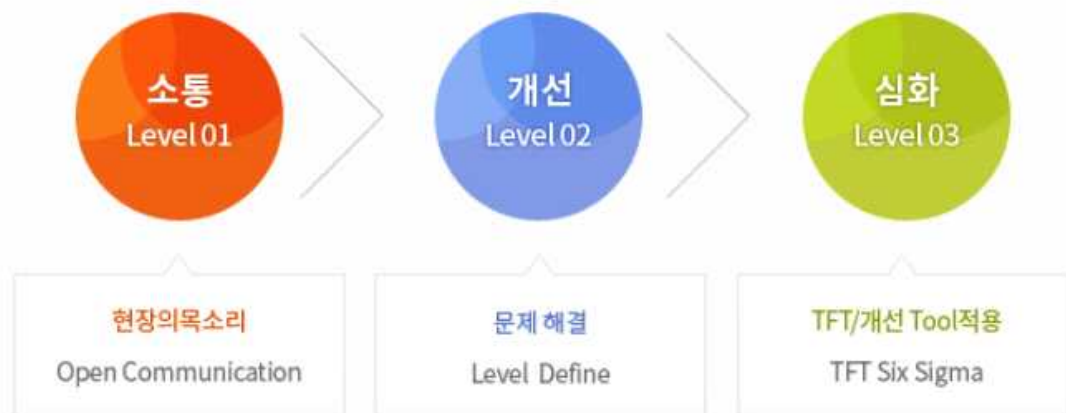 소통
Level 01
개선
Level 02
심화
Level 03
현장의목소리
Open Communication
문제 해결
Level Define
TFT/개선 Tool적용
TFT Six Sigma